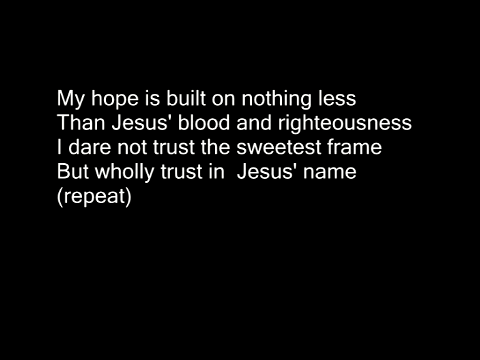 My hope is built on nothing less
Than Jesus' blood and righteousness
I dare not trust the sweetest frame
But wholly trust in  Jesus' name
(repeat)